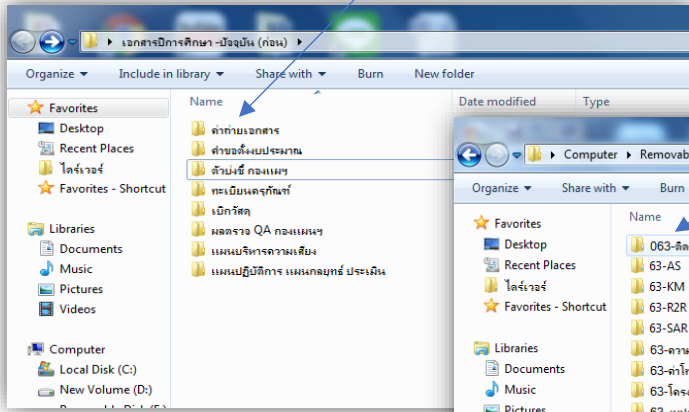 เอกสารปีการศึกษา -ปัจจุบัน (ก่อน)
Organize Include in library Share with Burn New folder
Name Date modified Type
Favorites
Desktop
Recent Places
ไดร์เวอร์
Favorites - Shortcut
Libraries
Documents
Music
Pictures
Videos
Computer
Local Disk (C:)
New Volume (D:)
ค่าถ่ายเอกสาร
คำขอตั้งงบประมาณ
ตัวบ่งชี้ กองแผนฯ
ทะเบียนครุภัณฑ์
เบิกวัสดุ
ผลตรวจ QA กองแผนฯ
แผนบริหารความเสี่ยง
แผนปฏิบัติการ แผนกลยุทธ์ ประเมิน
Computer Removab
Organize Share with Burn
Name
Favorites
Desktop
Recent Places
ไดร์เวอร์
Favorites - Shortcut
Libraries
Documents
Music
Pictures
63-AS
63-KM
63-R2R
63-SAR